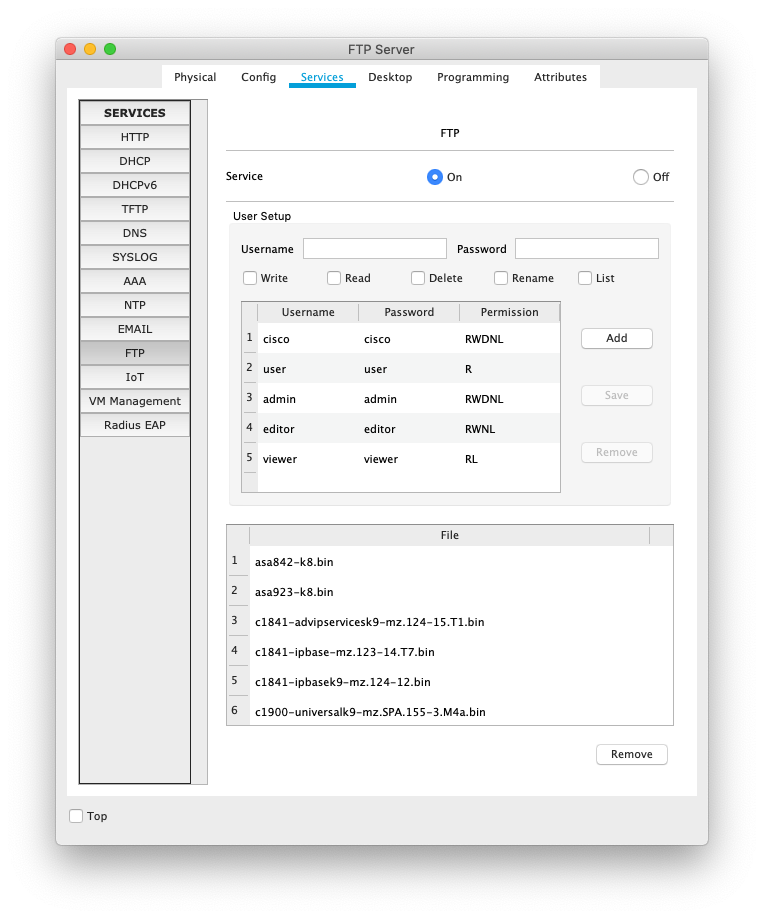 FTP Server
Physical Config Services Desktop Programming Attributes
SERVICES
HTTP
DHCP
DHCPv6
TFTP
DNS
SYSLOG
AAA
NTP
EMAIL
FTP
IoT
VM Management
Radius EAP
FTP
Service On Off
User Setup
Username Password
Write Read Delete Rename List
Username Password Permission
1 cisco cisco RWDNL
2 user user R
3 admin admin RWDNL
4 editor editor RWNL
5 viewer viewer RL
Add
Save
Remove
File
1 asa842-k8.bin
2 asa923-k8.bin
3 c1841-advipservicesk9-mz.124-15.T1.bin
4 c1841-ipbase-mz.123-14.T7.bin
5 c1841-ipbasek9-mz.124-12.bin
6 c1900-universalk9-mz.SPA.155-3.M4a.bin
Remove
Top